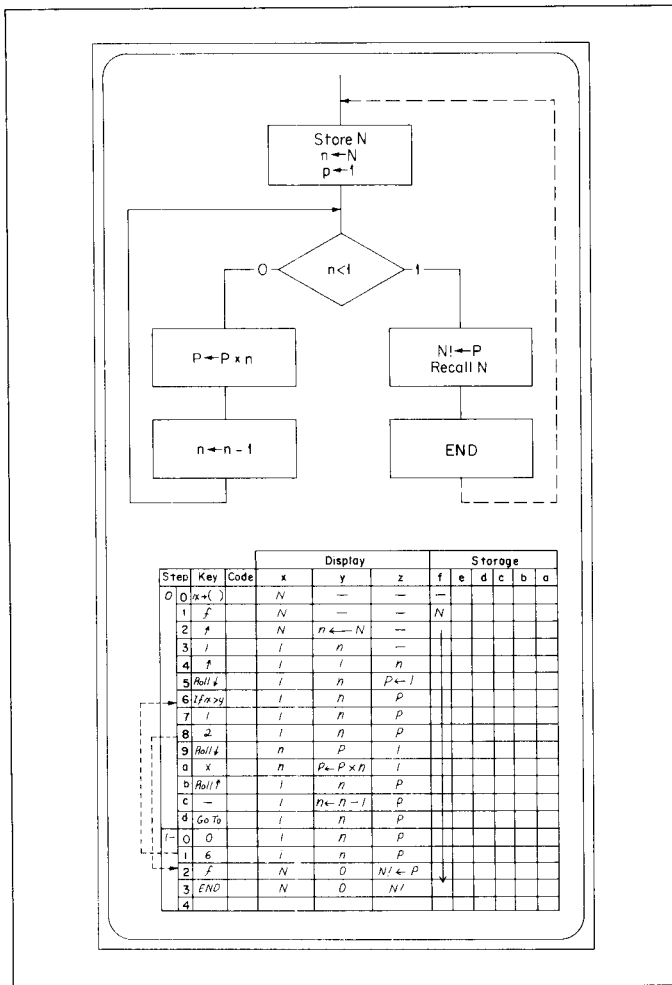 Store N
n←N
p←1
n<1
0
1
P←P x n
N!←P
Recall N
n←n-1
END
Display Storage
Step Key Code x y z f e d c b a
0 0 x→( ) N — — —
1 f N — — N
2 ↑ N n←N —
3 1 1 n —
4 ↑ 1 1 n
5 Roll↓ 1 n P←1
6 Ifx>y 1 n P
7 1 1 n P
8 2 1 n P
9 Roll↓ n P 1
a x n P←P×n 1
b Roll↑ 1 n P
c — 1 n←n-1 P
d Go To 1 n P
1- 0 0 1 n P
1 6 1 n P
2 f N 0 N!←P
3 END N 0 N!
4